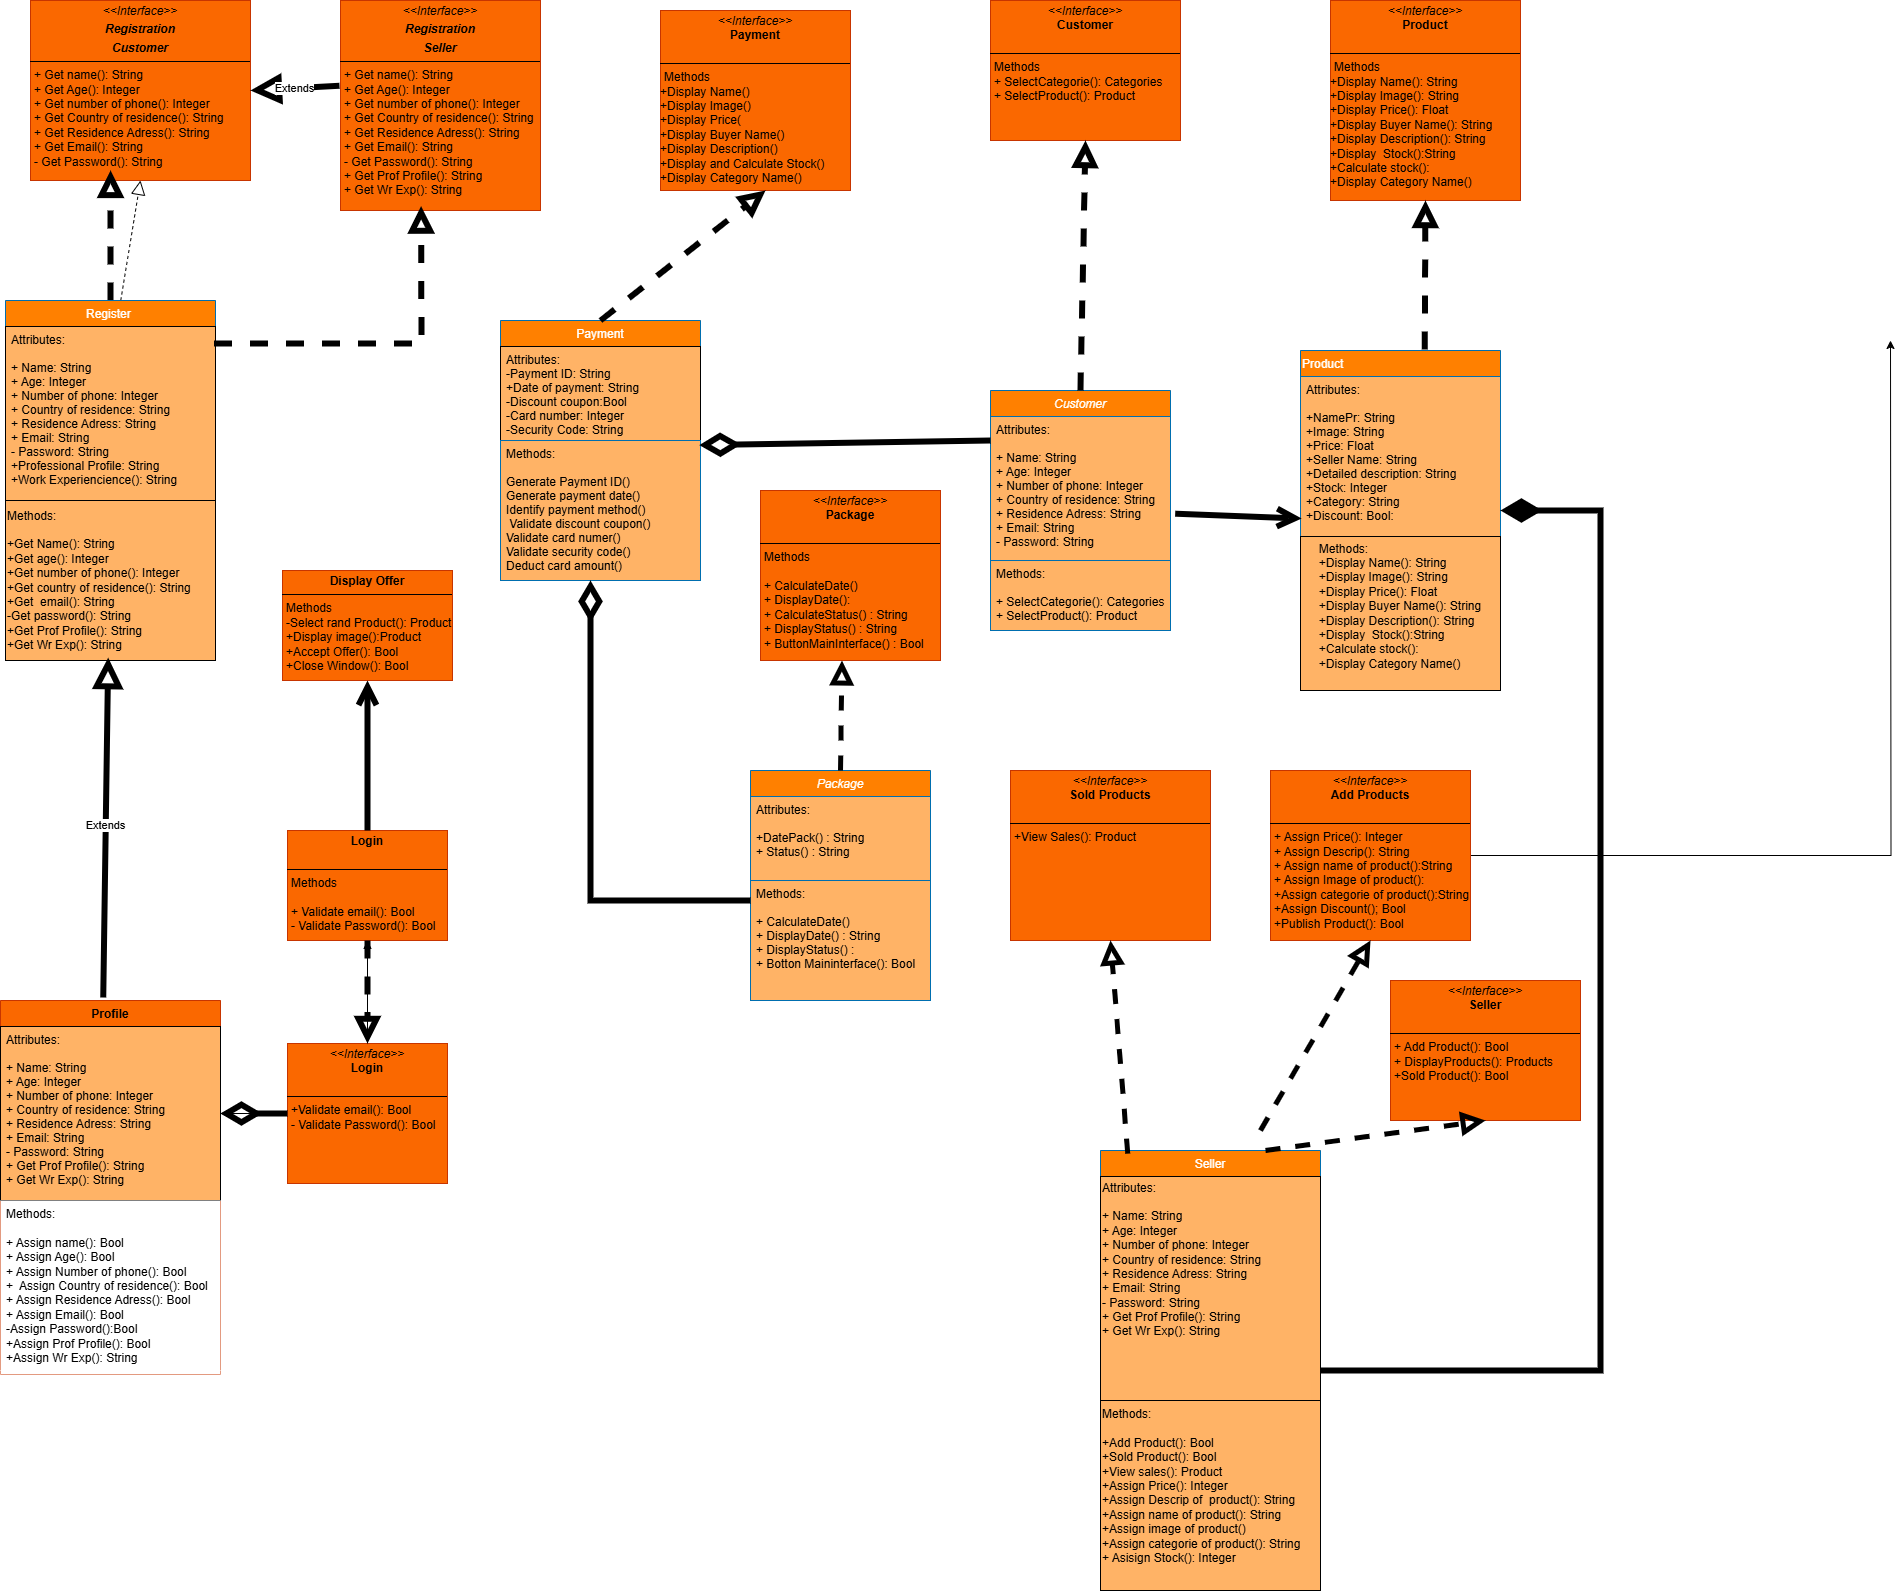 <<Interface>>
Registration
Customer
+ Get name(): String
+ Get Age(): Integer
+ Get number of phone(): Integer
+ Get Country of residence(): String
+ Get Residence Adress(): String
+ Get Email(): String
- Get Password(): String
Extends
<<Interface>>
Registration
Seller
+ Get name(): String
+ Get Age(): Integer
+ Get number of phone(): Integer
+ Get Country of residence(): String
+ Get Residence Adress(): String
+ Get Email(): String
- Get Password(): String
+ Get Prof Profile(): String
+ Get Wr Exp(): String
<<Interface>>
Payment
Methods
+Display Name()
+Display Image()
+Display Price(
+Display Buyer Name()
+Display Description()
+Display and Calculate Stock()
+Display Category Name()
<<Interface>>
Customer
Methods
+ SelectCategorie(): Categories
+ SelectProduct(): Product
<<Interface>>
Product
Methods
+Display Name(): String
+Display Image(): String
+Display Price(): Float
+Display Buyer Name(): String
+Display Description(): String
+Display  Stock():String
+Calculate stock():
+Display Category Name()
Register
Attributes:
+ Name: String
+ Age: Integer
+ Number of phone: Integer
+ Country of residence: String
+ Residence Adress: String
+ Email: String
- Password: String
+Professional Profile: String
+Work Experiencience(): String
Methods:
+Get Name(): String
+Get age(): Integer
+Get number of phone(): Integer
+Get country of residence(): String
+Get  email(): String
-Get password(): String
+Get Prof Profile(): String
+Get Wr Exp(): String
Payment
Attributes:
-Payment ID: String
+Date of payment: String
-Discount coupon:Bool
-Card number: Integer
-Security Code: String
Methods:
Generate Payment ID()
Generate payment date()
Identify payment method()
Validate discount coupon()
Validate card numer()
Validate security code()
Deduct card amount()
Customer
Attributes:
+ Name: String
+ Age: Integer
+ Number of phone: Integer
+ Country of residence: String
+ Residence Adress: String
+ Email: String
- Password: String
Methods:
+ SelectCategorie(): Categories
+ SelectProduct(): Product
Product
Attributes:
+NamePr: String
+Image: String
+Price: Float
+Seller Name: String
+Detailed description: String
+Stock: Integer
+Category: String
+Discount: Bool:
Methods:
+Display Name(): String
+Display Image(): String
+Display Price(): Float
+Display Buyer Name(): String
+Display Description(): String
+Display  Stock():String
+Calculate stock():
+Display Category Name()
<<Interface>>
Package
Methods
+ CalculateDate()
+ DisplayDate():
+ CalculateStatus() : String
+ DisplayStatus() : String
+ ButtonMainInterface() : Bool
Display Offer
Methods
-Select rand Product(): Product
+Display image():Product
+Accept Offer(): Bool
+Close Window(): Bool
Extends
Login
Methods
+ Validate email(): Bool
- Validate Password(): Bool
Package
Attributes:
+DatePack() : String
+ Status() : String
Methods:
+ CalculateDate()
+ DisplayDate() : String
+ DisplayStatus() :
+ Botton Maininterface(): Bool
<<Interface>>
Sold Products
+View Sales(): Product
<<Interface>>
Add Products
+ Assign Price(): Integer
+ Assign Descrip(): String
+ Assign name of product():String
+ Assign Image of product():
+Assign categorie of product():String
+Assign Discount(); Bool
+Publish Product(): Bool
<<Interface>>
Seller
+ Add Product(): Bool
+ DisplayProducts(): Products
+Sold Product(): Bool
Profile
Attributes:
+ Name: String
+ Age: Integer
+ Number of phone: Integer
+ Country of residence: String
+ Residence Adress: String
+ Email: String
- Password: String
+ Get Prof Profile(): String
+ Get Wr Exp(): String
Methods:
+ Assign name(): Bool
+ Assign Age(): Bool
+ Assign Number of phone(): Bool
+  Assign Country of residence(): Bool
+ Assign Residence Adress(): Bool
+ Assign Email(): Bool
-Assign Password():Bool
+Assign Prof Profile(): Bool
+Assign Wr Exp(): String
<<Interface>>
Login
+Validate email(): Bool
- Validate Password(): Bool
Seller
Attributes:
+ Name: String
+ Age: Integer
+ Number of phone: Integer
+ Country of residence: String
+ Residence Adress: String
+ Email: String
- Password: String
+ Get Prof Profile(): String
+ Get Wr Exp(): String
Methods:
+Add Product(): Bool
+Sold Product(): Bool
+View sales(): Product
+Assign Price(): Integer
+Assign Descrip of  product(): String
+Assign name of product(): String
+Assign image of product()
+Assign categorie of product(): String
+ Asisign Stock(): Integer